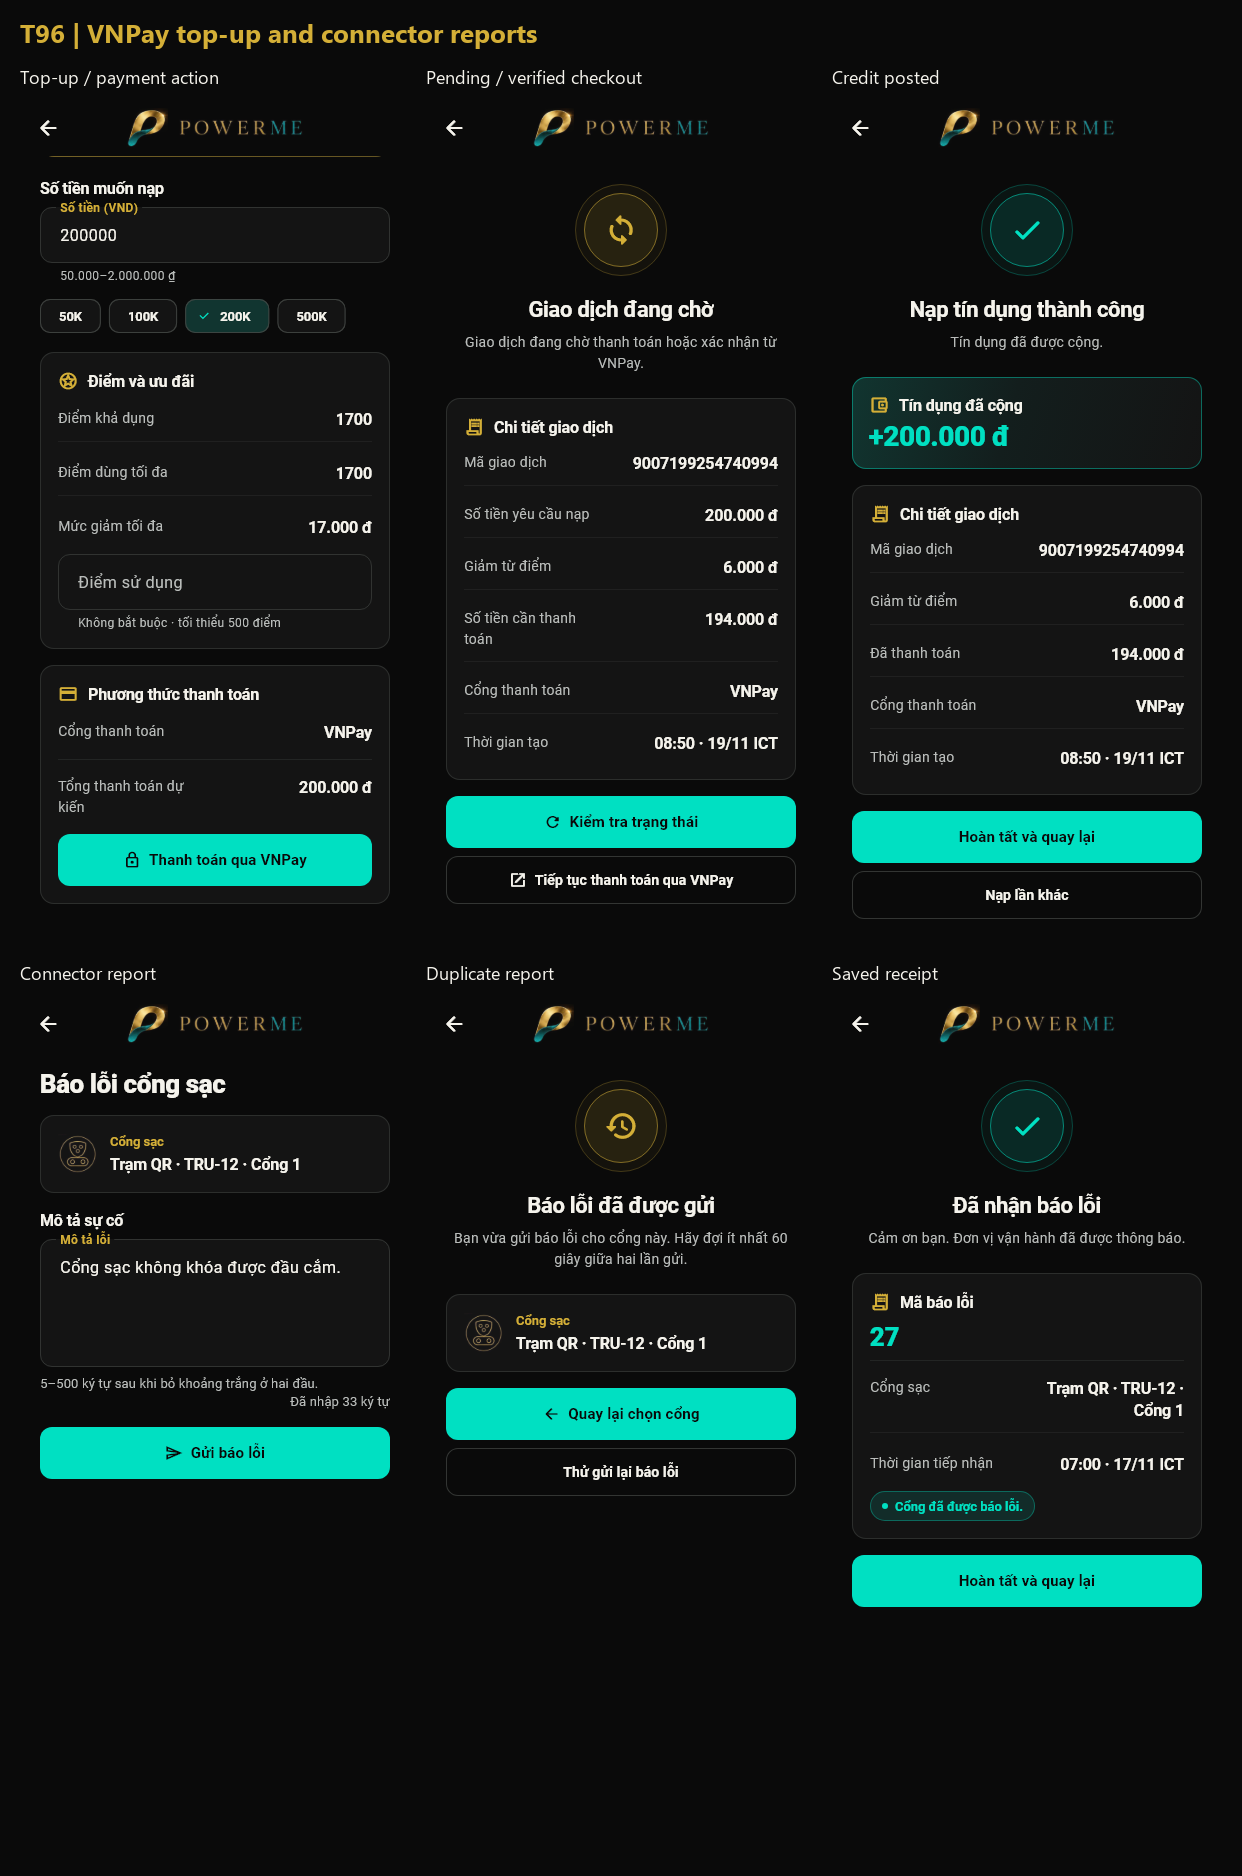 T96 | VNPay top-up and connector reports
Top-up / payment action
POWERME
Số tiền muốn nạp
Số tiền (VND)
200000
50.000–2.000.000 ₫
50K
100K
200K
500K
Điểm và ưu đãi
Điểm khả dụng 1700
Điểm dùng tối đa 1700
Mức giảm tối đa 17.000 đ
Điểm sử dụng
Không bắt buộc · tối thiểu 500 điểm
Phương thức thanh toán
Cổng thanh toán VNPay
Tổng thanh toán dự 200.000 đ
kiến
Thanh toán qua VNPay
Pending / verified checkout
POWERME
Giao dịch đang chờ
Giao dịch đang chờ thanh toán hoặc xác nhận từ
VNPay.
Chi tiết giao dịch
Mã giao dịch 9007199254740994
Số tiền yêu cầu nạp 200.000 đ
Giảm từ điểm 6.000 đ
Số tiền cần thanh 194.000 đ
toán
Cổng thanh toán VNPay
Thời gian tạo 08:50 · 19/11 ICT
Kiểm tra trạng thái
Tiếp tục thanh toán qua VNPay
Credit posted
POWERME
Nạp tín dụng thành công
Tín dụng đã được cộng.
Tín dụng đã cộng
+200.000 đ
Chi tiết giao dịch
Mã giao dịch 9007199254740994
Giảm từ điểm 6.000 đ
Đã thanh toán 194.000 đ
Cổng thanh toán VNPay
Thời gian tạo 08:50 · 19/11 ICT
Hoàn tất và quay lại
Nạp lần khác
Connector report
POWERME
Báo lỗi cổng sạc
Cổng sạc
Trạm QR · TRU-12 · Cổng 1
Mô tả sự cố
Mô tả lỗi
Cổng sạc không khóa được đầu cắm.
5–500 ký tự sau khi bỏ khoảng trắng ở hai đầu.
Đã nhập 33 ký tự
Gửi báo lỗi
Duplicate report
POWERME
Báo lỗi đã được gửi
Bạn vừa gửi báo lỗi cho cổng này. Hãy đợi ít nhất 60
giây giữa hai lần gửi.
Cổng sạc
Trạm QR · TRU-12 · Cổng 1
Quay lại chọn cổng
Thử gửi lại báo lỗi
Saved receipt
POWERME
Đã nhận báo lỗi
Cảm ơn bạn. Đơn vị vận hành đã được thông báo.
Mã báo lỗi
27
Cổng sạc Trạm QR · TRU-12 ·
Cổng 1
Thời gian tiếp nhận 07:00 · 17/11 ICT
Cổng đã được báo lỗi.
Hoàn tất và quay lại